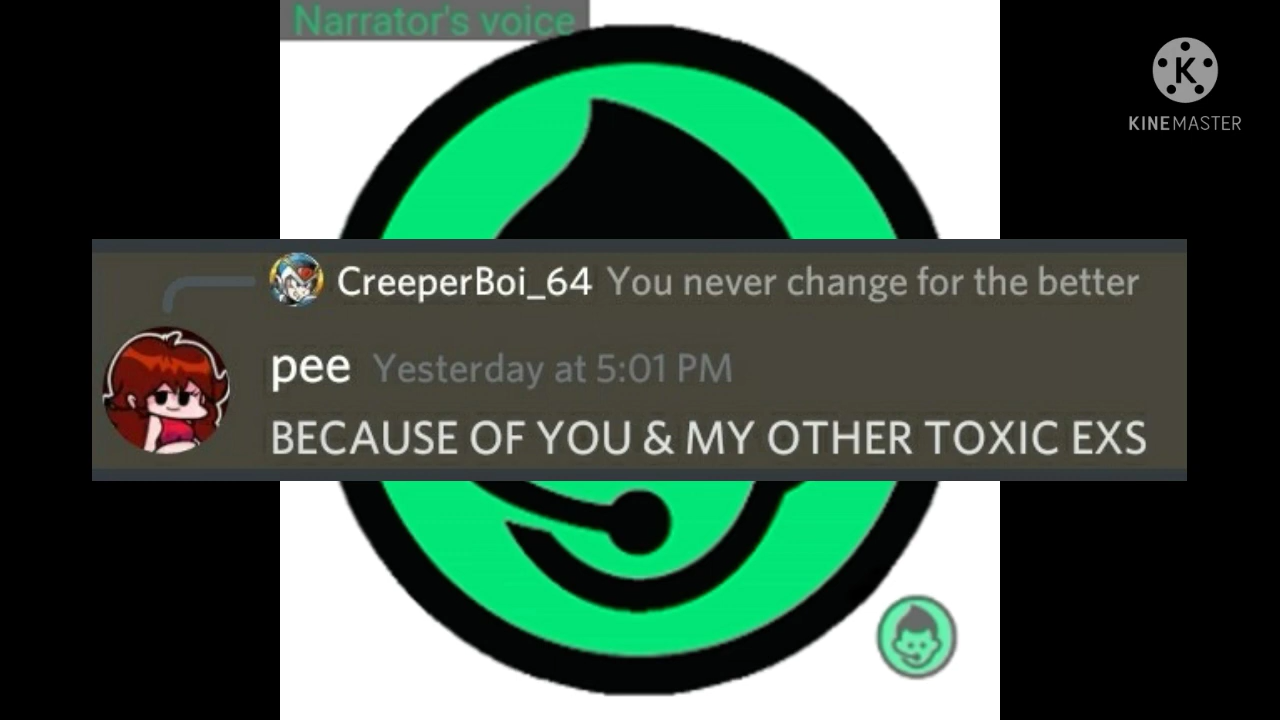 Narrator's voice
KINEMASTER
CreeperBoi_64 You never change for the better
pee Yesterday at 5:01 PM
BECAUSE OF YOU & MY OTHER TOXIC EXS